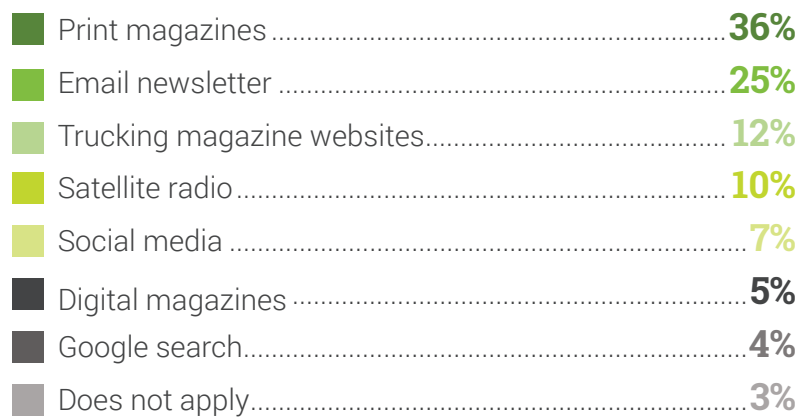 Print magazines ........................................................ 36%
Email newsletter ....................................................... 25%
Trucking magazine websites..................................... 12%
Satellite radio ............................................................ 10%
Social media ............................................................... 7%
Digital magazines ....................................................... 5%
Google search............................................................. 4%
Does not apply............................................................ 3%